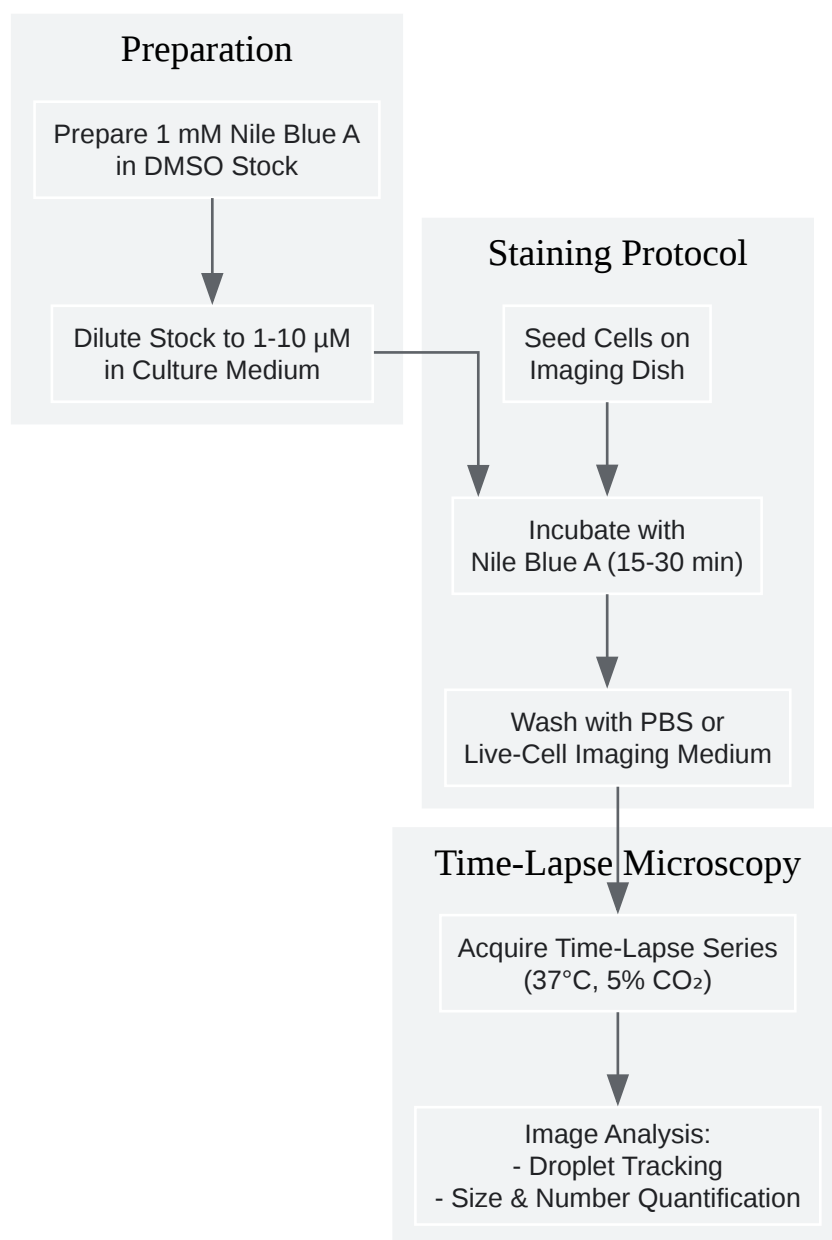 Preparation
Prepare 1 mM Nile Blue A
in DMSO Stock
Dilute Stock to 1-10 µM
in Culture Medium
Staining Protocol
Seed Cells on
Imaging Dish
Incubate with
Nile Blue A (15-30 min)
Wash with PBS or
Live-Cell Imaging Medium
Time-Lapse Microscopy
Acquire Time-Lapse Series
(37°C, 5% CO₂)
Image Analysis:
- Droplet Tracking
- Size & Number Quantification